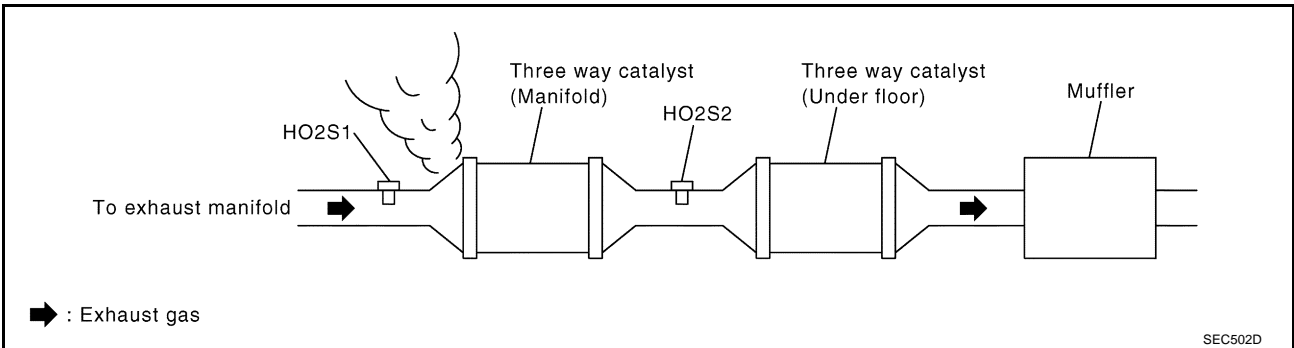 Three way catalyst
(Manifold)
Three way catalyst
(Under floor)
Muffler
HO2S1
HO2S2
To exhaust manifold
: Exhaust gas
SEC502D